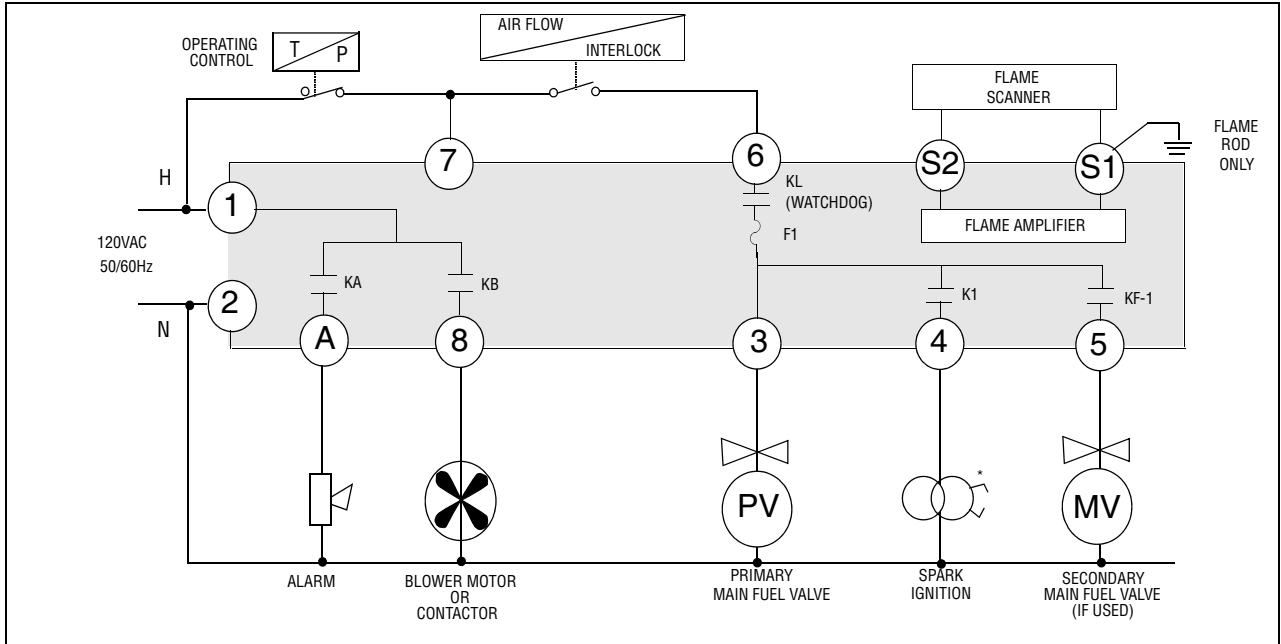 OPERATING
CONTROL
T
P
AIR FLOW
INTERLOCK
FLAME
SCANNER
FLAME
ROD
ONLY
7
6
S2
S1
H
1
KL
(WATCHDOG)
FLAME AMPLIFIER
F1
120VAC
50/60Hz
KA
KB
K1
KF-1
2
N
A
8
3
4
5
*
PV
MV
ALARM
BLOWER MOTOR
OR
CONTACTOR
PRIMARY
MAIN FUEL VALVE
SPARK
IGNITION
SECONDARY
MAIN FUEL VALVE
(IF USED)